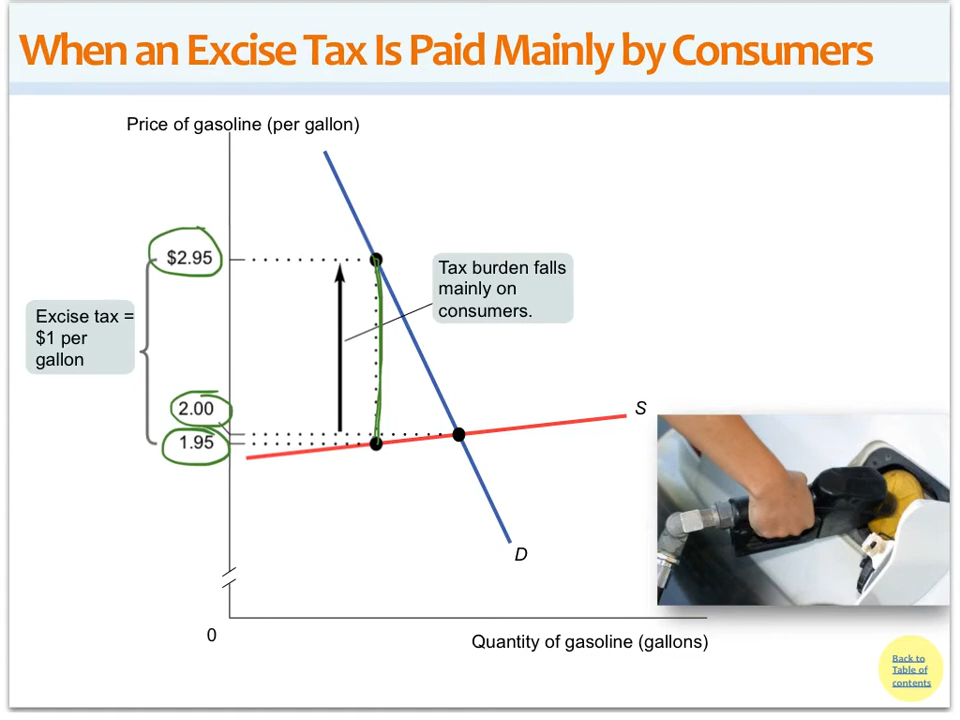 When an Excise Tax Is Paid Mainly by Consumers
Price of gasoline (per gallon)
$2.95
Tax burden falls
mainly on
consumers.
Excise tax =
$1 per
gallon
2.00
1.95
S
D
0
Quantity of gasoline (gallons)
Back to
Table of
contents